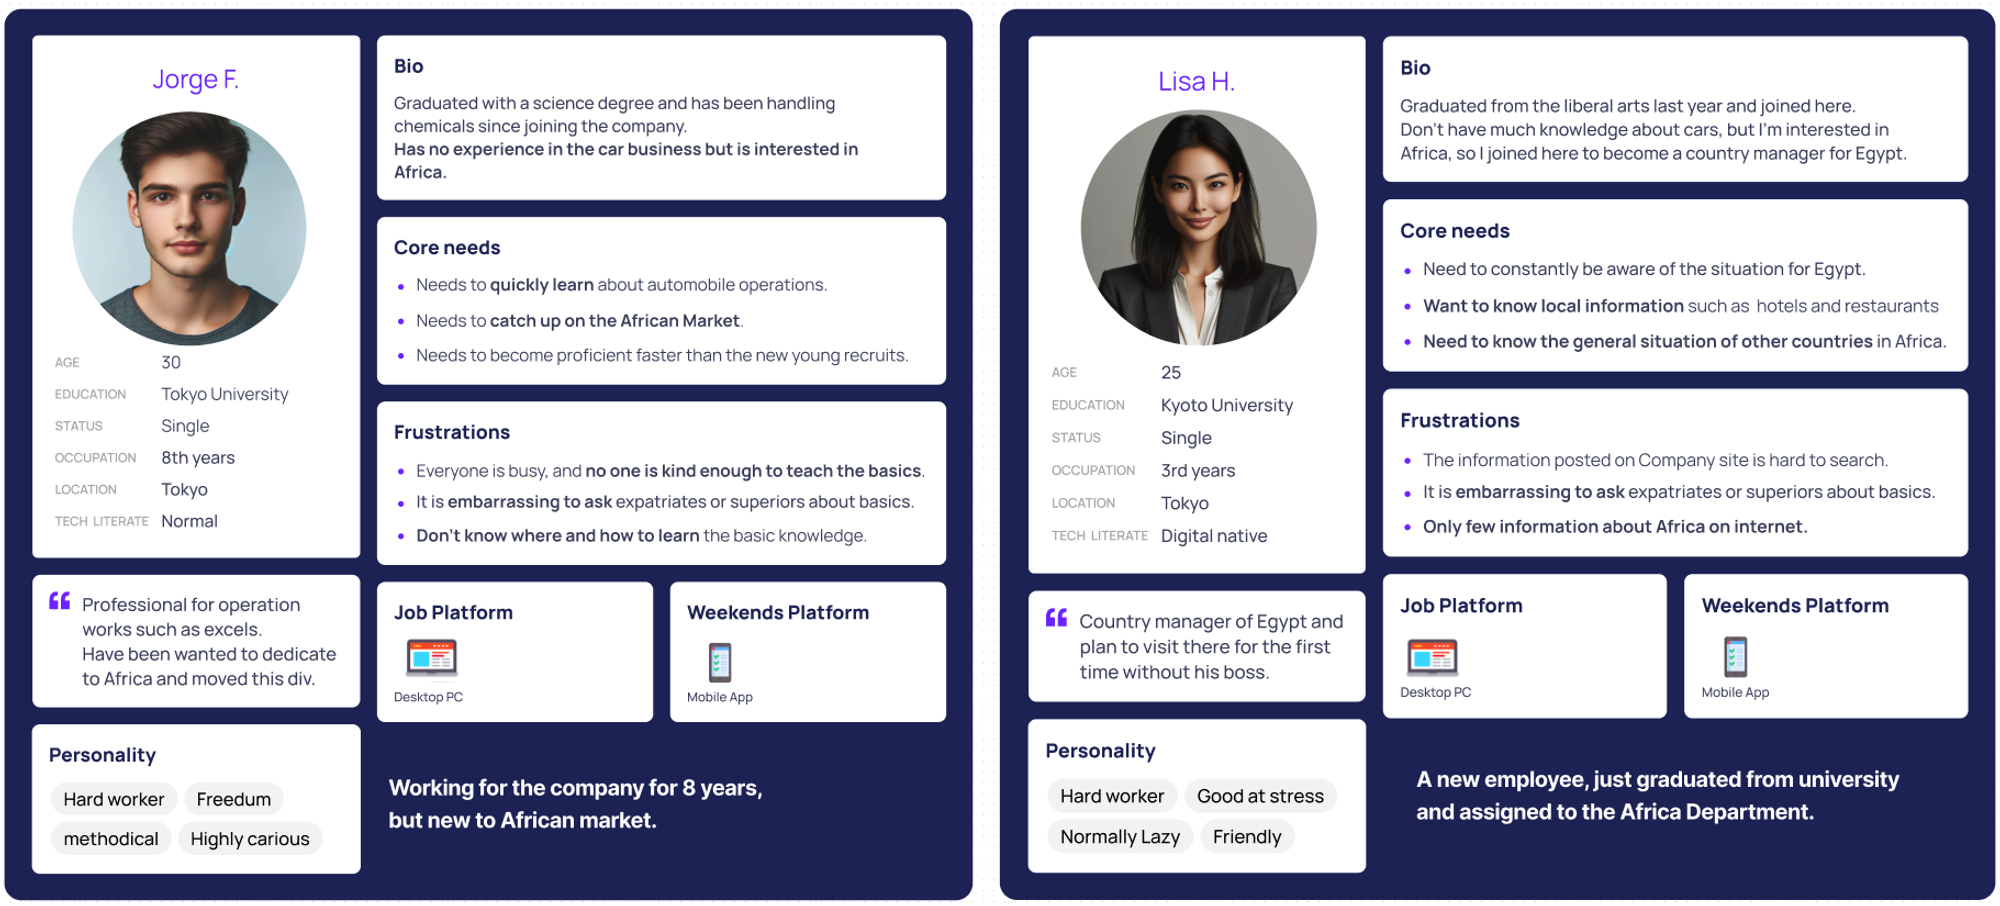 Jorge F.
AGE 30
EDUCATION Tokyo University
STATUS Single
OCCUPATION 8th years
LOCATION Tokyo
TECH LITERATE Normal
Professional for operation
works such as excels.
Have been wanted to dedicate
to Africa and moved this div.
Personality
Hard worker Freedum
methodical Highly carious
Bio
Graduated with a science degree and has been handling
chemicals since joining the company.
Has no experience in the car business but is interested in
Africa.
Core needs
• Needs to quickly learn about automobile operations.
• Needs to catch up on the African Market.
• Needs to become proficient faster than the new young recruits.
Frustrations
• Everyone is busy, and no one is kind enough to teach the basics.
• It is embarrassing to ask expatriates or superiors about basics.
• Don't know where and how to learn the basic knowledge.
Job Platform
Desktop PC
Weekends Platform
Mobile App
Working for the company for 8 years,
but new to African market.
Lisa H.
AGE 25
EDUCATION Kyoto University
STATUS Single
OCCUPATION 3rd years
LOCATION Tokyo
TECH LITERATE Digital native
Country manager of Egypt and
plan to visit there for the first
time without his boss.
Personality
Hard worker Good at stress
Normally Lazy Friendly
Bio
Graduated from the liberal arts last year and joined here.
Don't have much knowledge about cars, but I'm interested in
Africa, so I joined here to become a country manager for Egypt.
Core needs
• Need to constantly be aware of the situation for Egypt.
• Want to know local information such as hotels and restaurants
• Need to know the general situation of other countries in Africa.
Frustrations
• The information posted on Company site is hard to search.
• It is embarrassing to ask expatriates or superiors about basics.
• Only few information about Africa on internet.
Job Platform
Desktop PC
Weekends Platform
Mobile App
A new employee, just graduated from university
and assigned to the Africa Department.